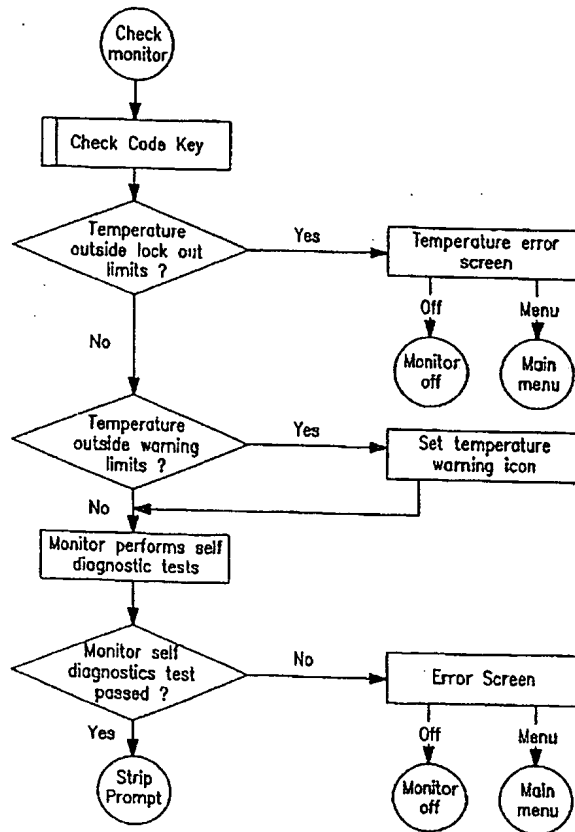 Check
monitor
Check Code Key
Temperature
outside lock out
limits ?
Yes
Temperature error
screen
No
Off
Menu
Monitor
off
Main
menu
Temperature
outside warning
limits ?
Yes
Set temperature
warning icon
No
Monitor performs self
diagnostic tests
Monitor self
diagnostics test
passed ?
No
Error Screen
Yes
Off
Menu
Strip
Prompt
Monitor
off
Main
menu